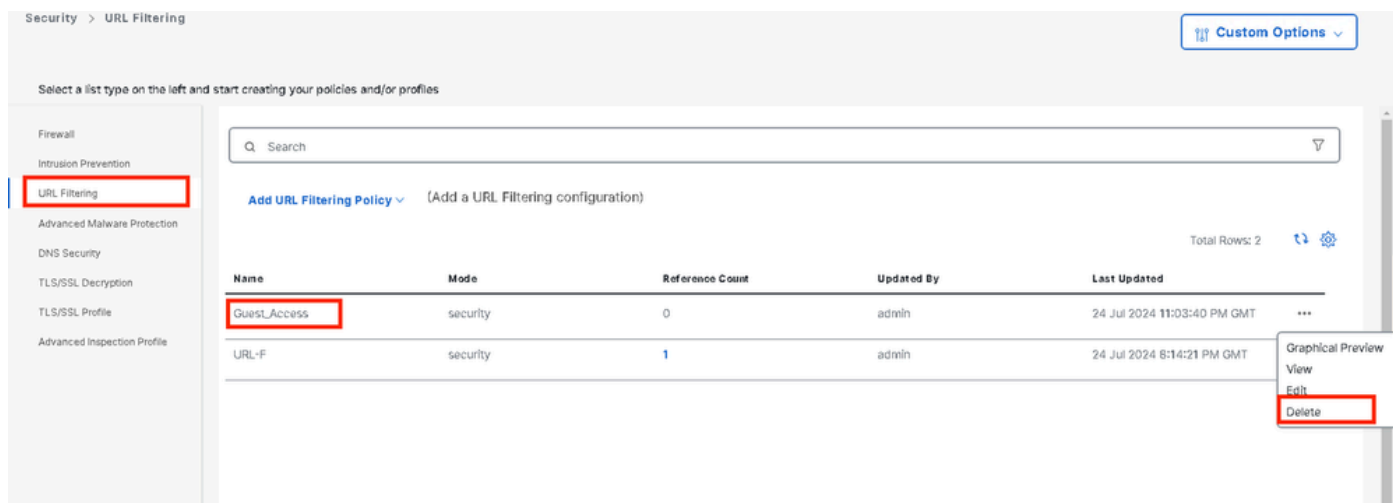 Security > URL Filtering
Custom Options
Select a list type on the left and start creating your policies and/or profiles
Firewall
Intrusion Prevention
URL Filtering
Advanced Malware Protection
DNS Security
TLS/SSL Decryption
TLS/SSL Profile
Advanced Inspection Profile
Search
Add URL Filtering Policy (Add a URL Filtering configuration)
Total Rows: 2
Name Mode Reference Count Updated By Last Updated
Guest_Access security 0 admin 24 Jul 2024 11:03:40 PM GMT ...
URL-F security 1 admin 24 Jul 2024 6:14:21 PM GMT
Graphical Preview
View
Edit
Delete